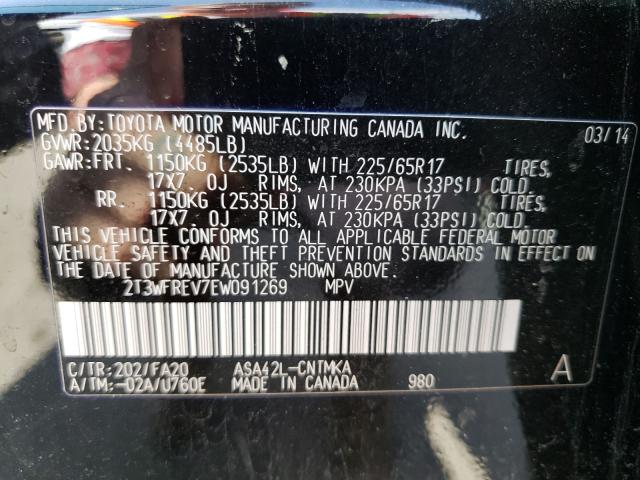 MFD.BY:TOYOTA MOTOR MANUFACTURING CANADA INC. 03/14
GVWR:2035KG (4485LB)
GAWR:FRT. 1150KG (2535LB) WITH 225/65R17 TIRES,
17X7. 0J RIMS, AT 230KPA (33PSI) COLD.
RR. 1150KG (2535LB) WITH 225/65R17 TIRES,
17X7. 0J RIMS, AT 230KPA (33PSI) COLD.
THIS VEHICLE CONFORMS TO ALL APPLICABLE FEDERAL MOTOR
VEHICLE SAFETY AND THEFT PREVENTION STANDARDS IN EFFECT ON
THE DATE OF MANUFACTURE SHOWN ABOVE.
2T3WFREV7EW091269 MPV
C/TR:202/FA20 ASA42L-CNTMKA A
A/TM:-02A/U760E MADE IN CANADA 980